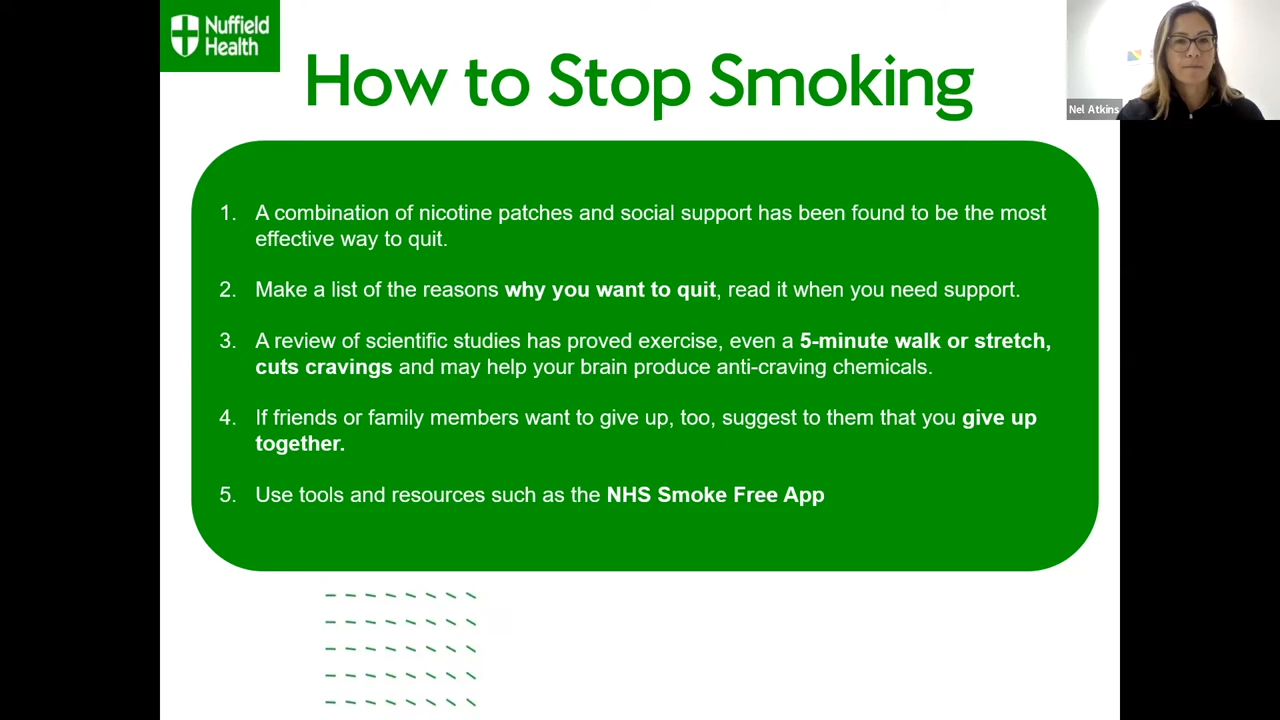 Nuffield
Health
How to Stop Smoking
Nel Atkins
1. A combination of nicotine patches and social support has been found to be the most
effective way to quit.
2. Make a list of the reasons why you want to quit, read it when you need support.
3. A review of scientific studies has proved exercise, even a 5-minute walk or stretch,
cuts cravings and may help your brain produce anti-craving chemicals.
4. If friends or family members want to give up, too, suggest to them that you give up
together.
5. Use tools and resources such as the NHS Smoke Free App